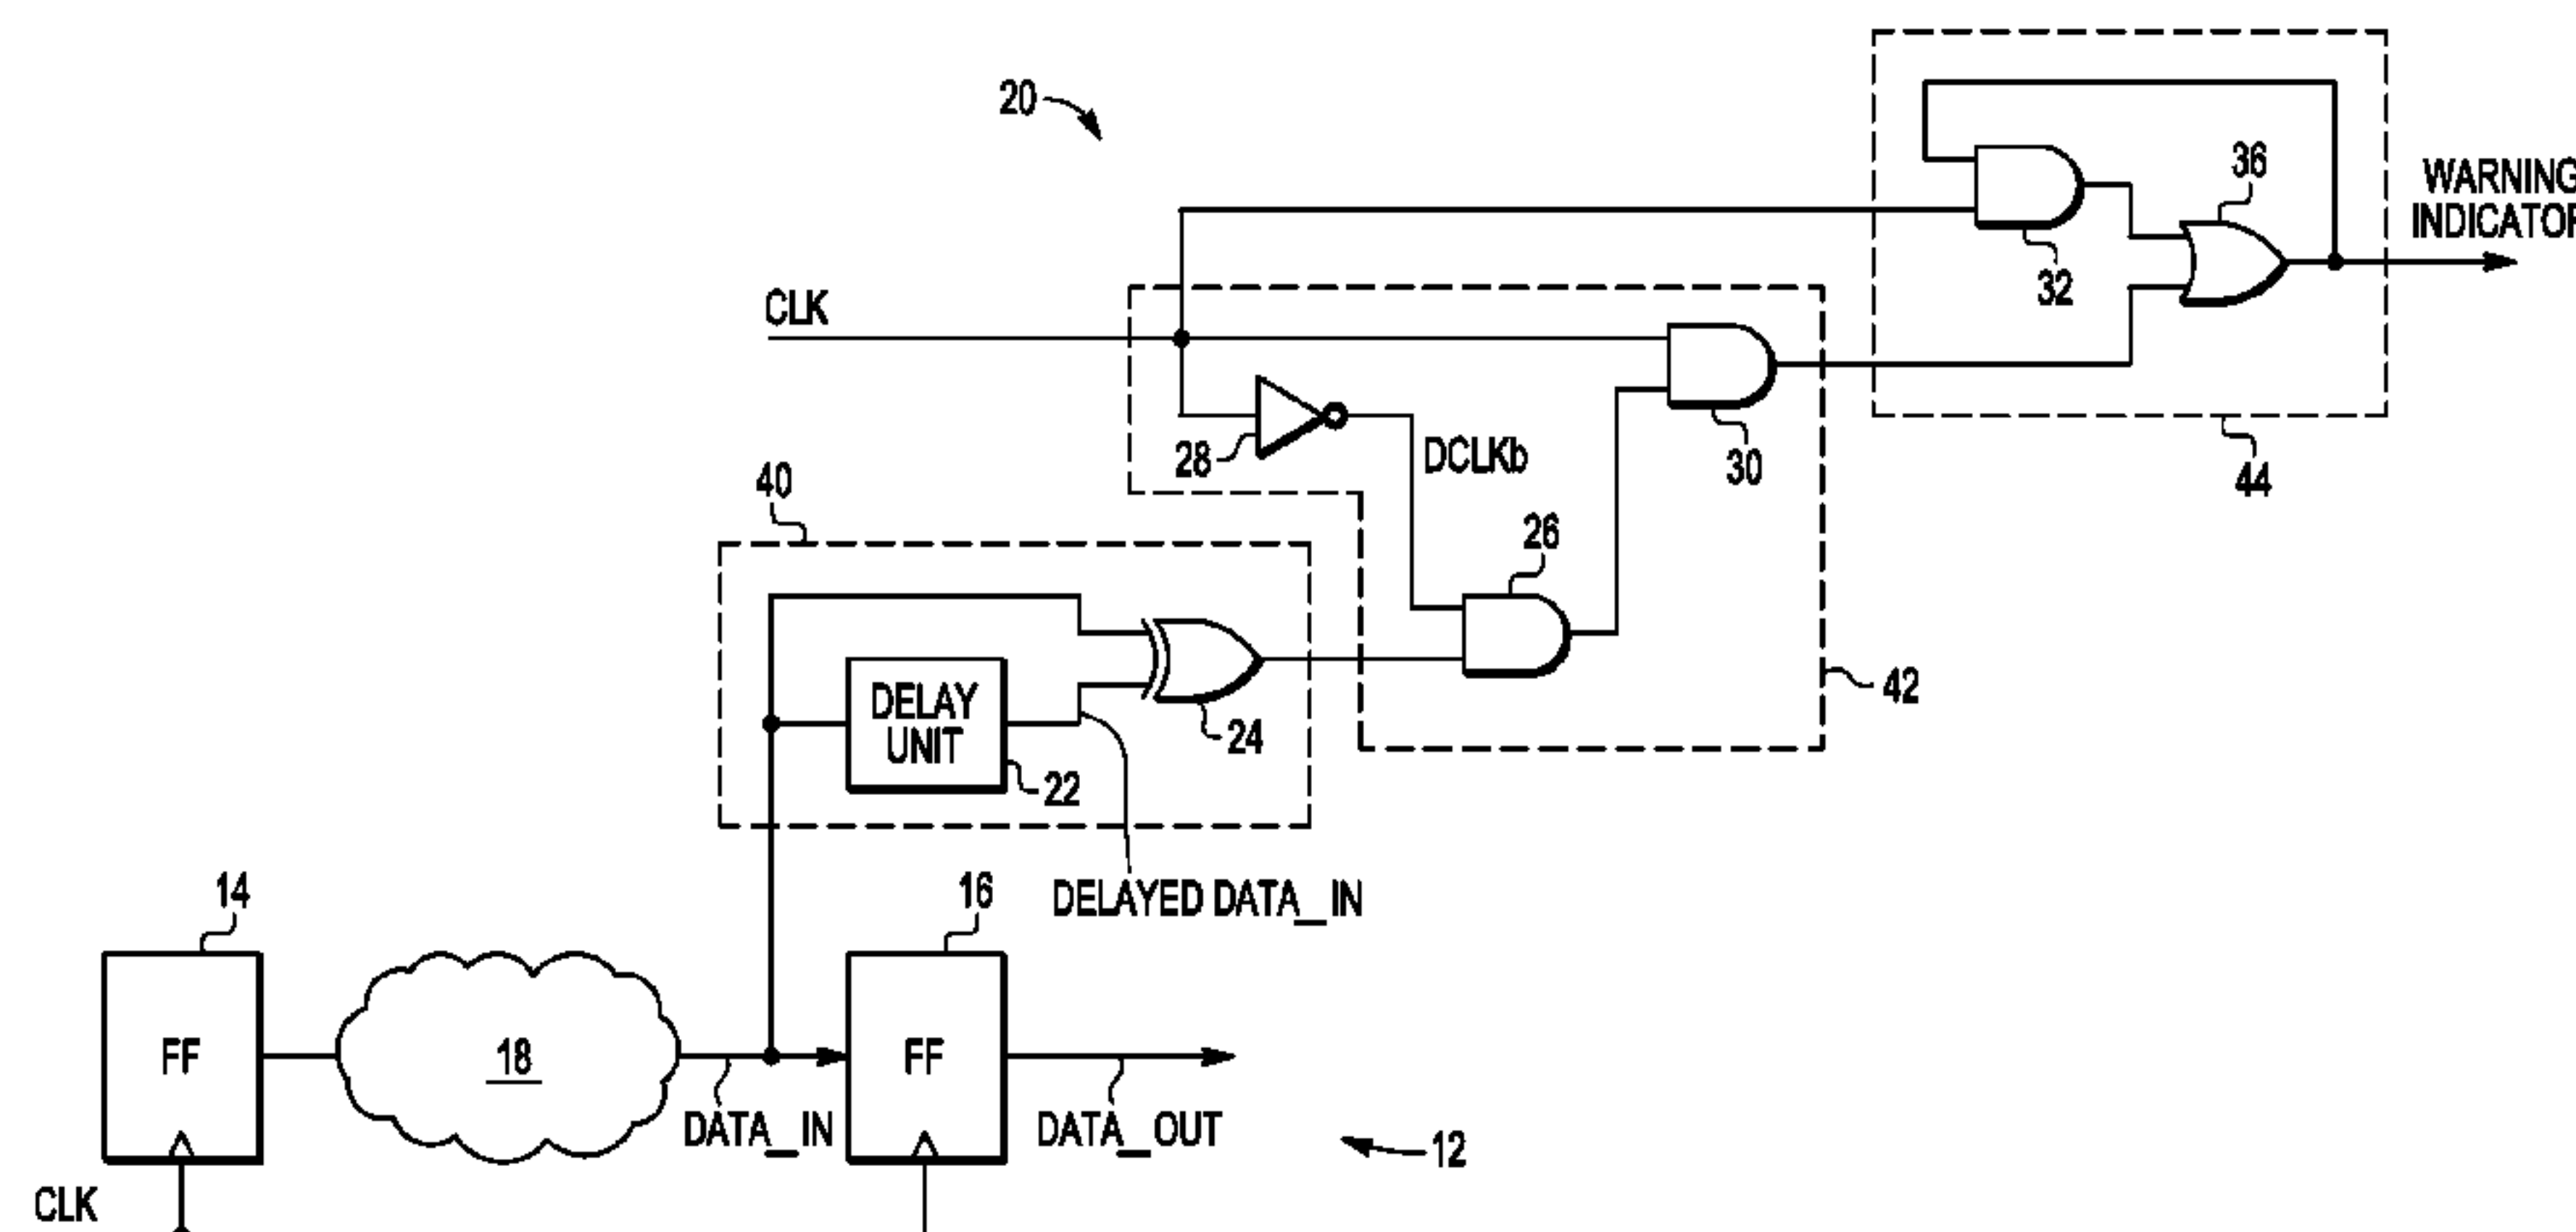 20
36
WARNING
INDICATOR
32
CLK
28
DCLKb
30
44
40
26
DELAY
UNIT
24
42
22
14
16
DELAYED DATA_IN
FF
18
FF
DATA_IN
DATA_OUT
12
CLK